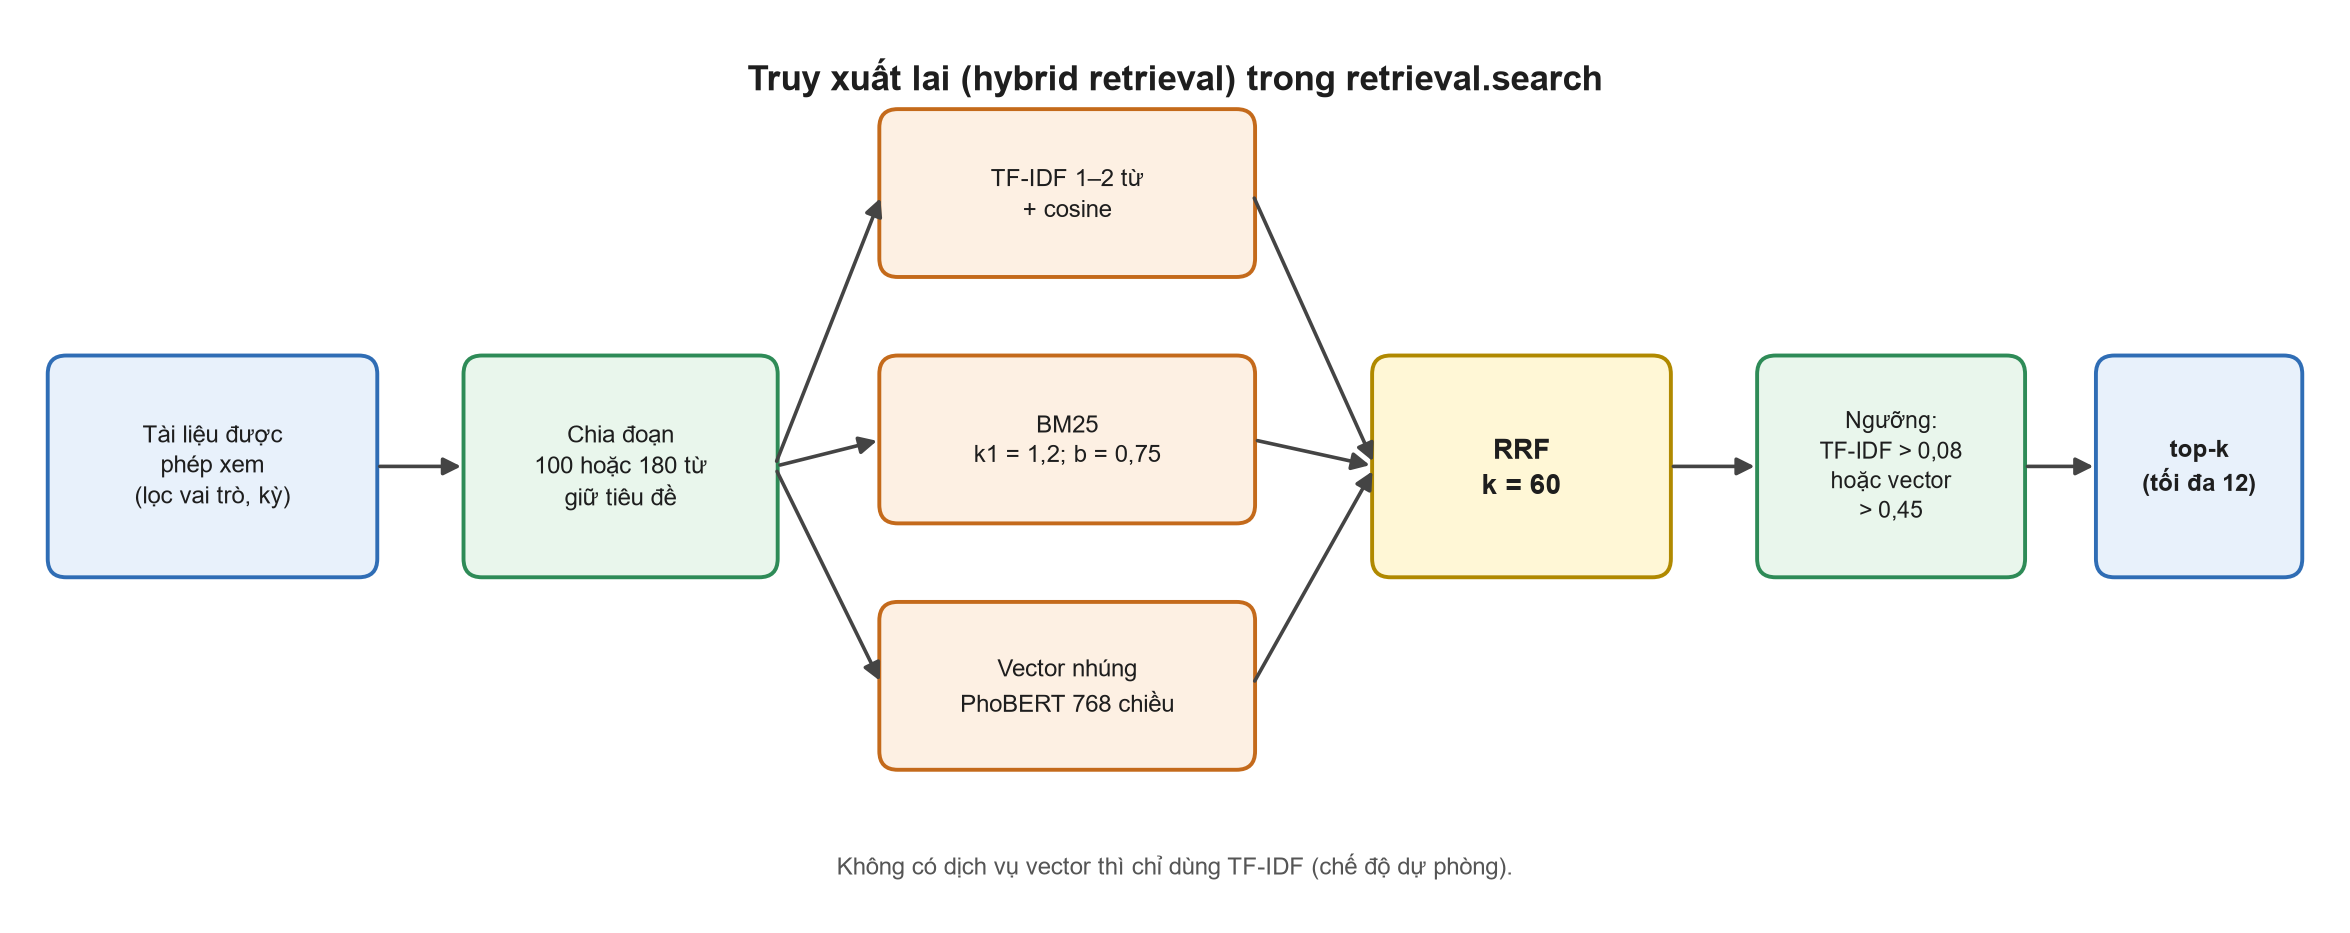 Truy xuất lai (hybrid retrieval) trong retrieval.search
Tài liệu được
phép xem
(lọc vai trò, kỳ)
Chia đoạn
100 hoặc 180 từ
giữ tiêu đề
TF-IDF 1–2 từ
+ cosine
BM25
k1 = 1,2; b = 0,75
Vector nhúng
PhoBERT 768 chiều
RRF
k = 60
Ngưỡng:
TF-IDF > 0,08
hoặc vector
> 0,45
top-k
(tối đa 12)
Không có dịch vụ vector thì chỉ dùng TF-IDF (chế độ dự phòng).